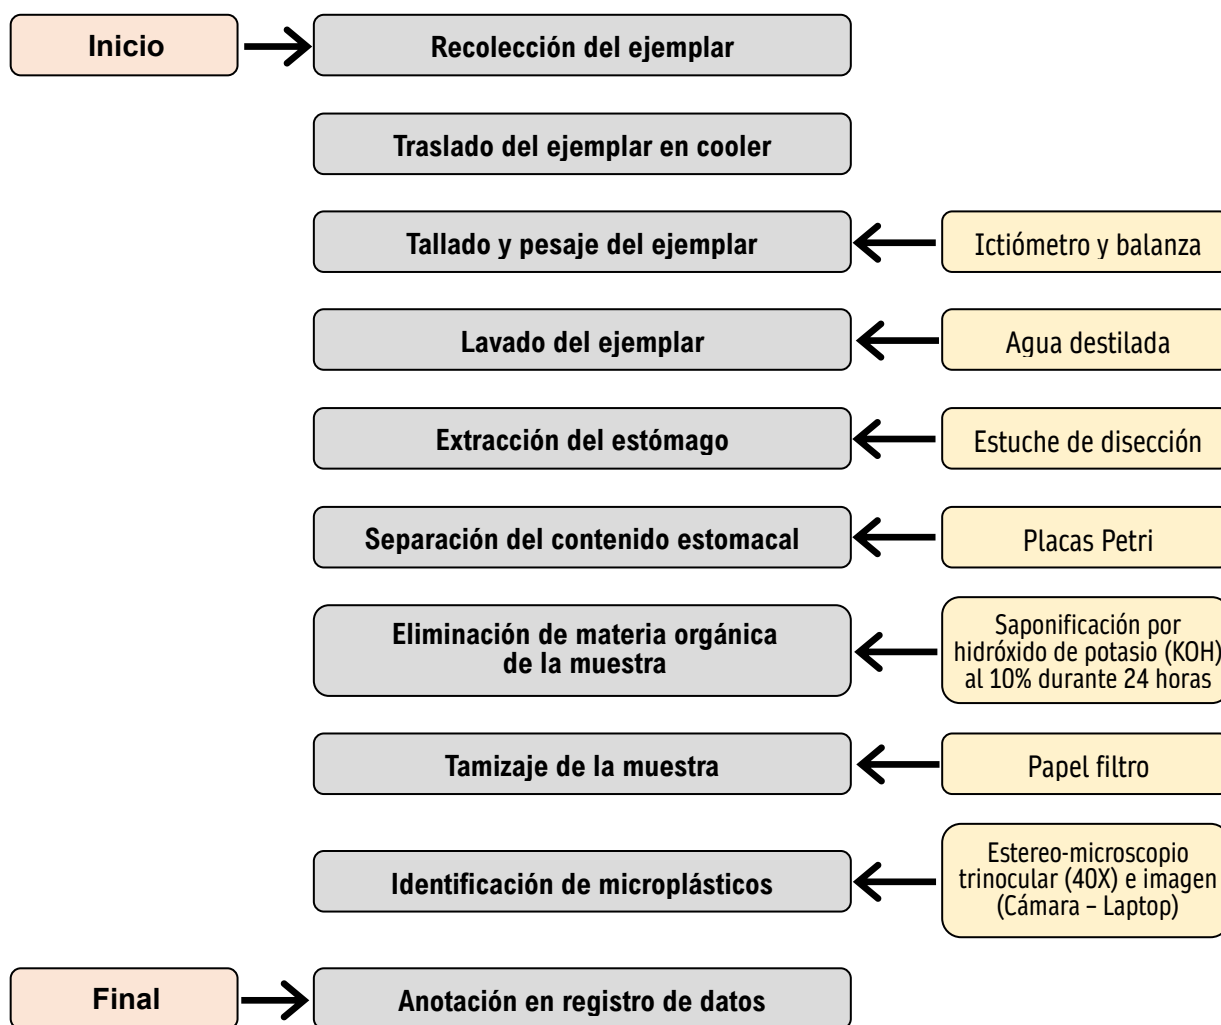 Inicio
Recolección del ejemplar
Traslado del ejemplar en cooler
Tallado y pesaje del ejemplar
Ictiómetro y balanza
Lavado del ejemplar
Agua destilada
Extracción del estómago
Estuche de disección
Separación del contenido estomacal
Placas Petri
Eliminación de materia orgánica
de la muestra
Saponificación por
hidróxido de potasio (KOH)
al 10% durante 24 horas
Tamizaje de la muestra
Papel filtro
Identificación de microplásticos
Estereo-microscopio
trinocular (40X) e imagen
(Cámara – Laptop)
Final
Anotación en registro de datos